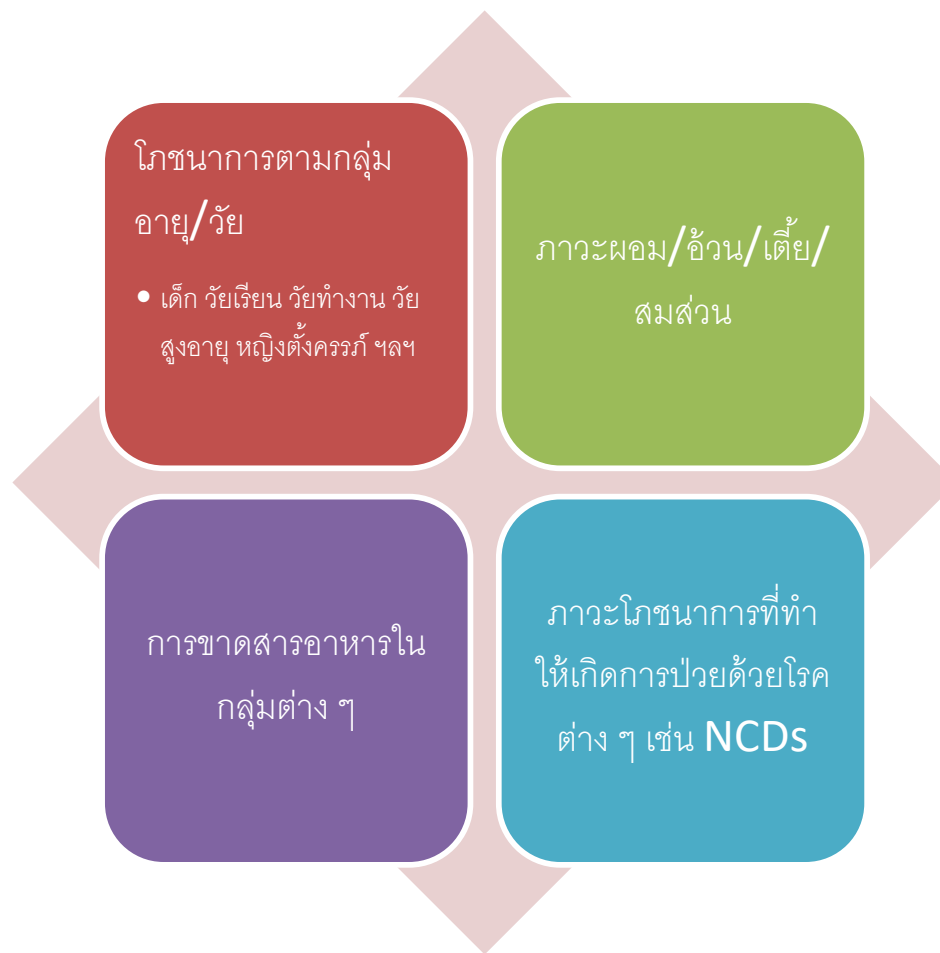 โภชนาการตามกลุ่ม
อายุ/วัย
• เด็ก วัยเรียน วัยทำงาน วัย
สูงอายุ หญิงตั้งครรภ์ ฯลฯ
ภาวะผอม/อ้วน/เตี้ย/
สมส่วน
การขาดสารอาหารใน
กลุ่มต่าง ๆ
ภาวะโภชนาการที่ทำ
ให้เกิดการป่วยด้วยโรค
ต่าง ๆ เช่น NCDs